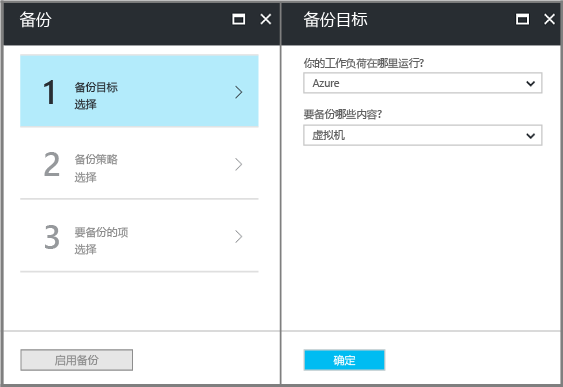 备份
1
备份目标
选择
2
备份策略
选择
3
要备份的项
选择
启用备份
备份目标
你的工作负荷在哪里运行?
Azure
要备份哪些内容?
虚拟机
确定